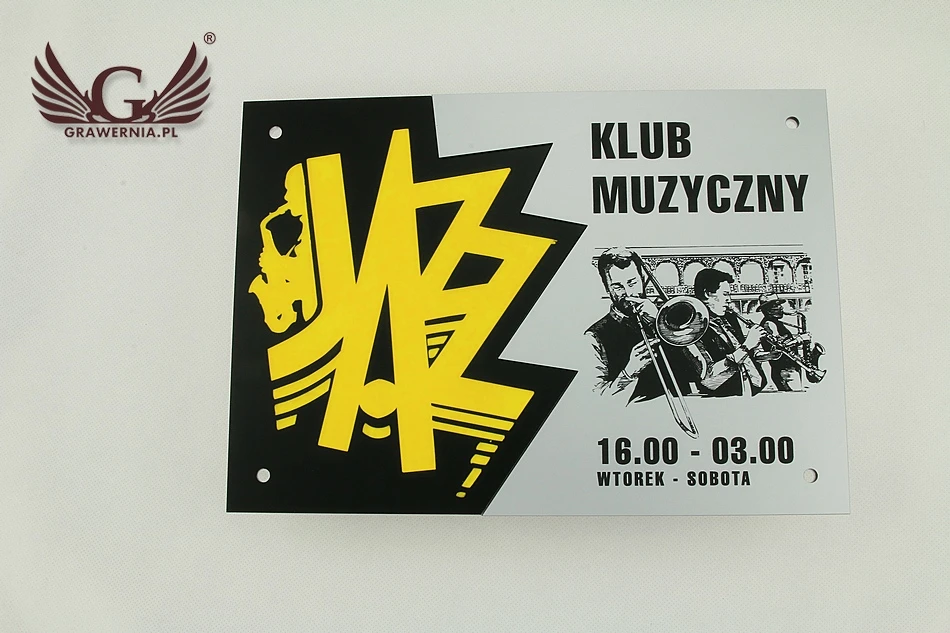 G
®
GRAWERNIA.PL
JAZZ
KLUB
MUZYCZNY
16.00 - 03.00
WTOREK - SOBOTA